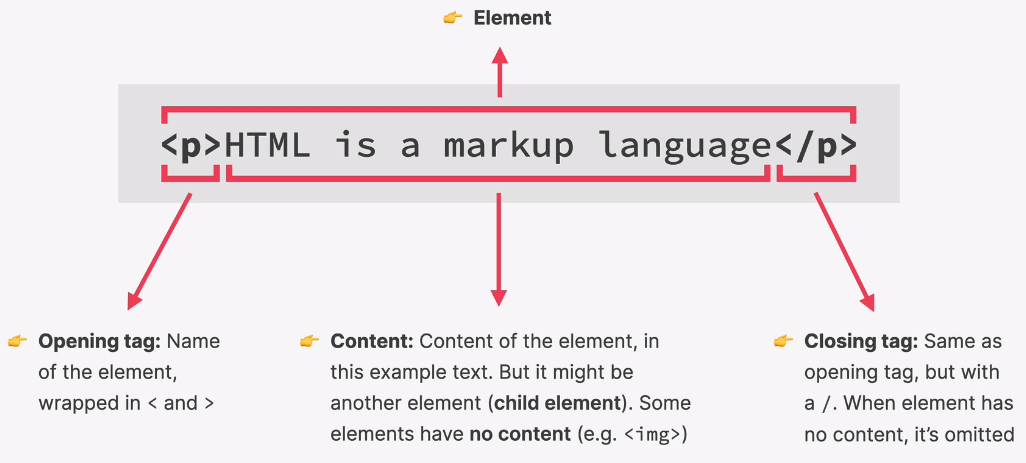 👉 Element
<p>HTML is a markup language</p>
👉 Opening tag: Name
of the element,
wrapped in < and >
👉 Content: Content of the element, in
this example text. But it might be
another element (child element). Some
elements have no content (e.g. <img>)
👉 Closing tag: Same as
opening tag, but with
a /. When element has
no content, it’s omitted